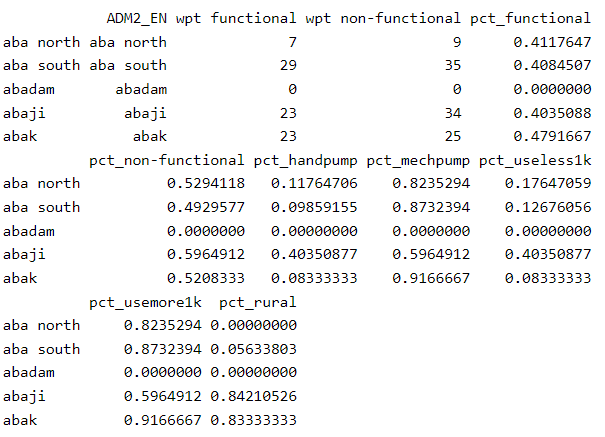 ADM2_EN wpt functional wpt non-functional pct_functional
aba north aba north 7 9 0.4117647
aba south aba south 29 35 0.4084507
abadam abadam 0 0 0.0000000
abaji abaji 23 34 0.4035088
abak abak 23 25 0.4791667
pct_non-functional pct_handpump pct_mechpump pct_useless1k
aba north 0.5294118 0.11764706 0.8235294 0.17647059
aba south 0.4929577 0.09859155 0.8732394 0.12676056
abadam 0.0000000 0.00000000 0.0000000 0.00000000
abaji 0.5964912 0.40350877 0.5964912 0.40350877
abak 0.5208333 0.08333333 0.9166667 0.08333333
pct_usemore1k pct_rural
aba north 0.8235294 0.00000000
aba south 0.8732394 0.05633803
abadam 0.0000000 0.00000000
abaji 0.5964912 0.84210526
abak 0.9166667 0.83333333